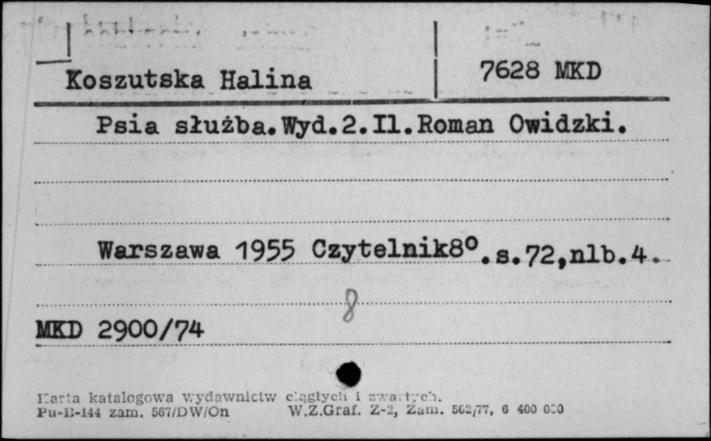 Koszutska Halina 7628 MKD
Psia służba.Wyd.2.Il.Roman Owidzki.
Warszawa 1955 Czytelnik8°.s.72,nlb.4.
8
MKD 2900/74
Karta katalogowa wydawnictw ciągłych i zwartych.
Pu-B-144 zam. 567/DW/On W.Z.Graf. Z-2, Zam. 562/77, 6 400 000